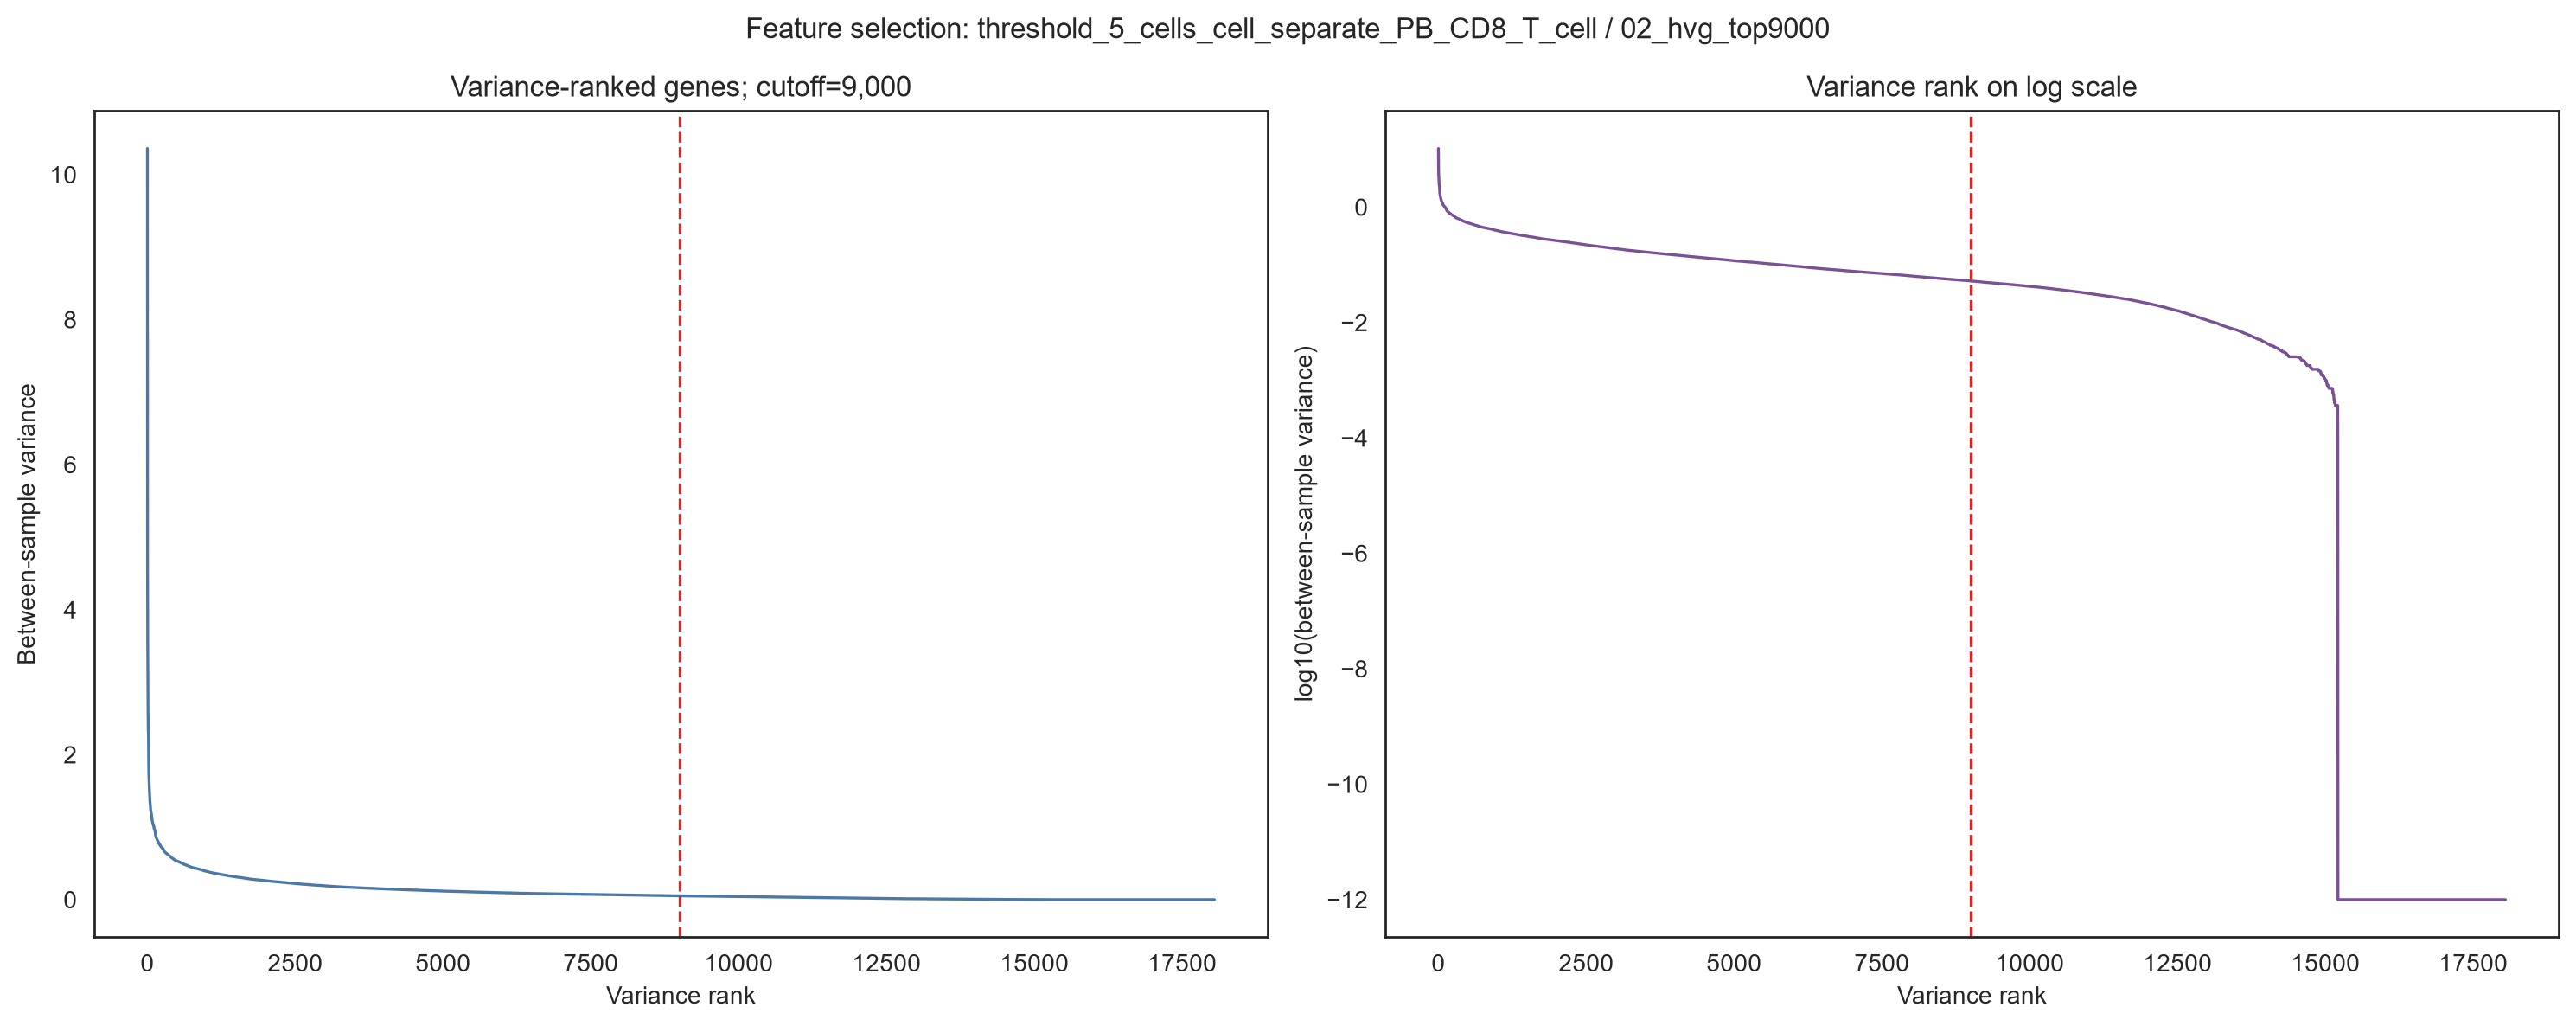 Feature selection: threshold_5_cells_cell_separate_PB_CD8_T_cell / 02_hvg_top9000
Variance-ranked genes; cutoff=9,000
Between-sample variance
10
8
6
4
2
0
0 2500 5000 7500 10000 12500 15000 17500
Variance rank
Variance rank on log scale
log10(between-sample variance)
0
−2
−4
−6
−8
−10
−12
0 2500 5000 7500 10000 12500 15000 17500
Variance rank